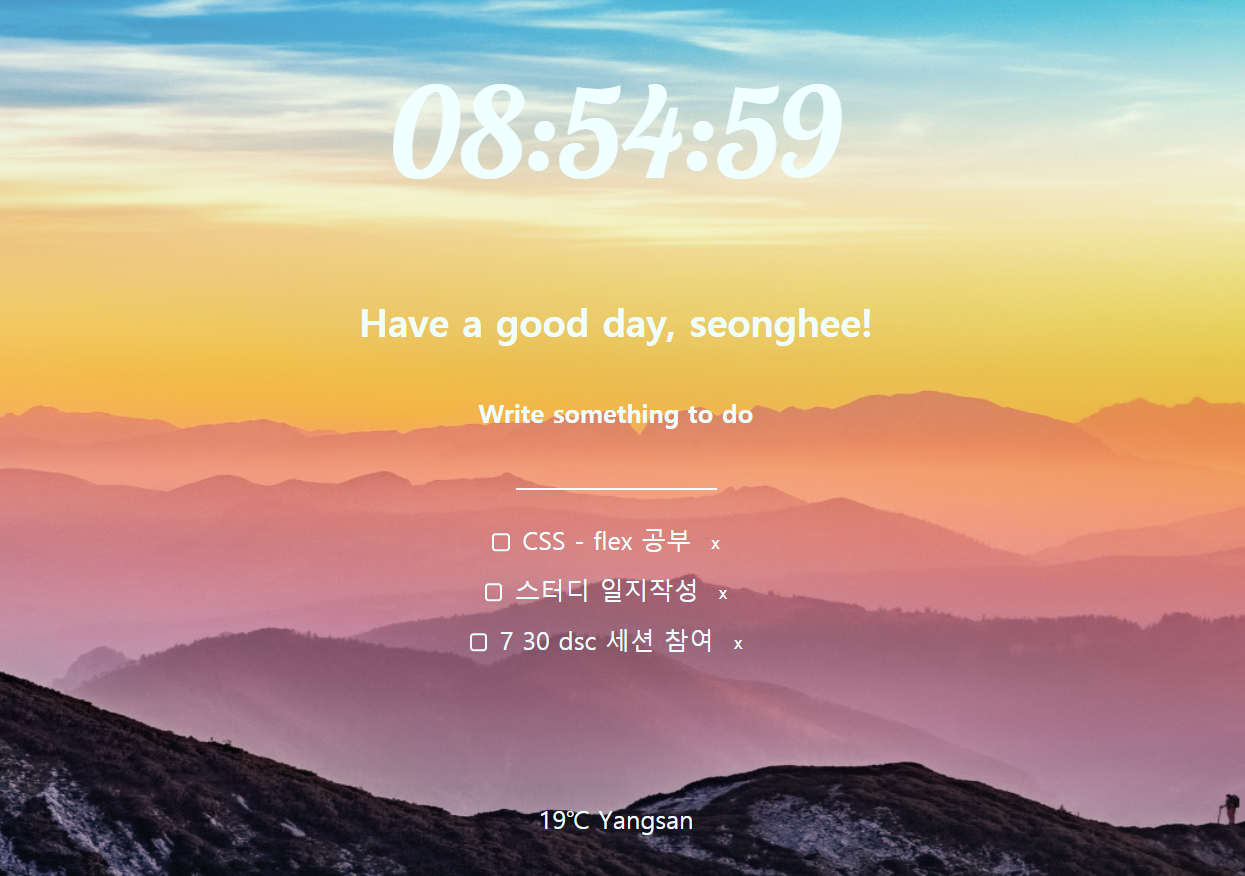 08:54:59
Have a good day, seonghee!
Write something to do
CSS - flex 공부 x
스터디 일지작성 x
7 30 dsc 세션 참여 x
19℃ Yangsan